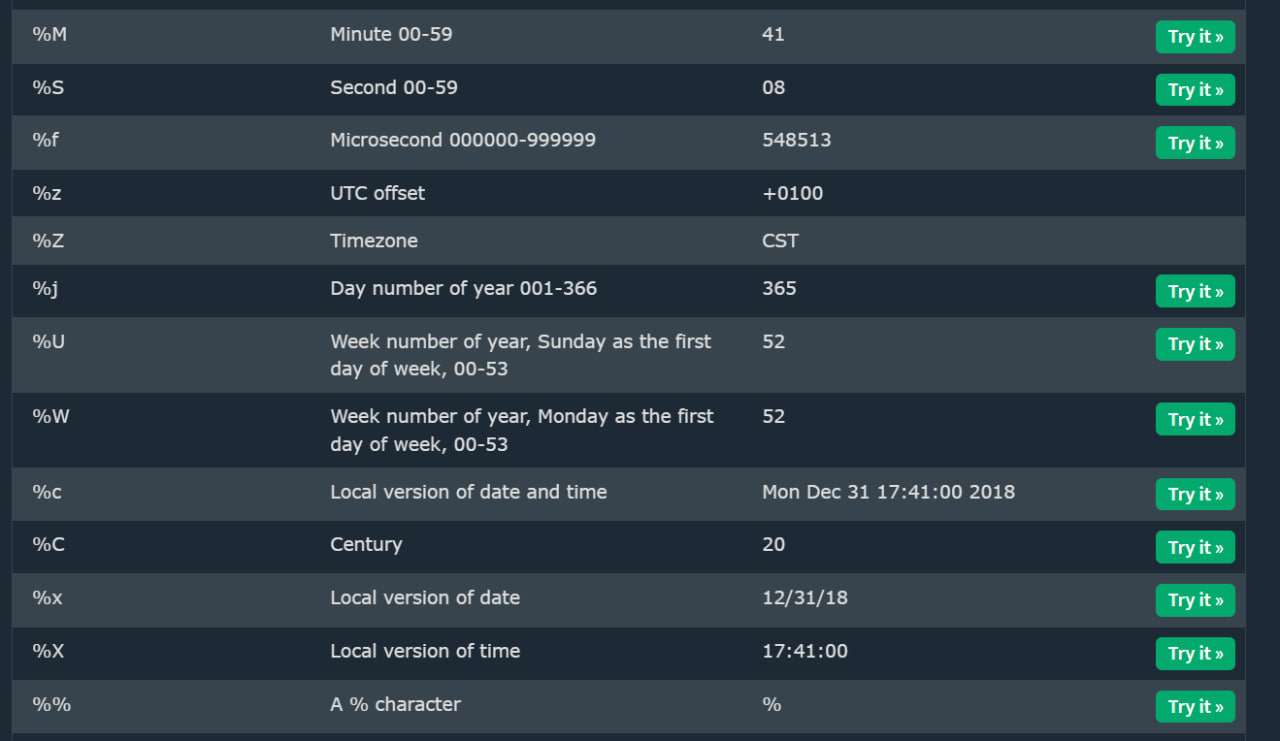 %M Minute 00-59 41 Try it »
%S Second 00-59 08 Try it »
%f Microsecond 000000-999999 548513 Try it »
%z UTC offset +0100
%Z Timezone CST
%j Day number of year 001-366 365 Try it »
%U Week number of year, Sunday as the first 52 Try it »
day of week, 00-53
%W Week number of year, Monday as the first 52 Try it »
day of week, 00-53
%c Local version of date and time Mon Dec 31 17:41:00 2018 Try it »
%C Century 20 Try it »
%x Local version of date 12/31/18 Try it »
%X Local version of time 17:41:00 Try it »
%% A % character % Try it »